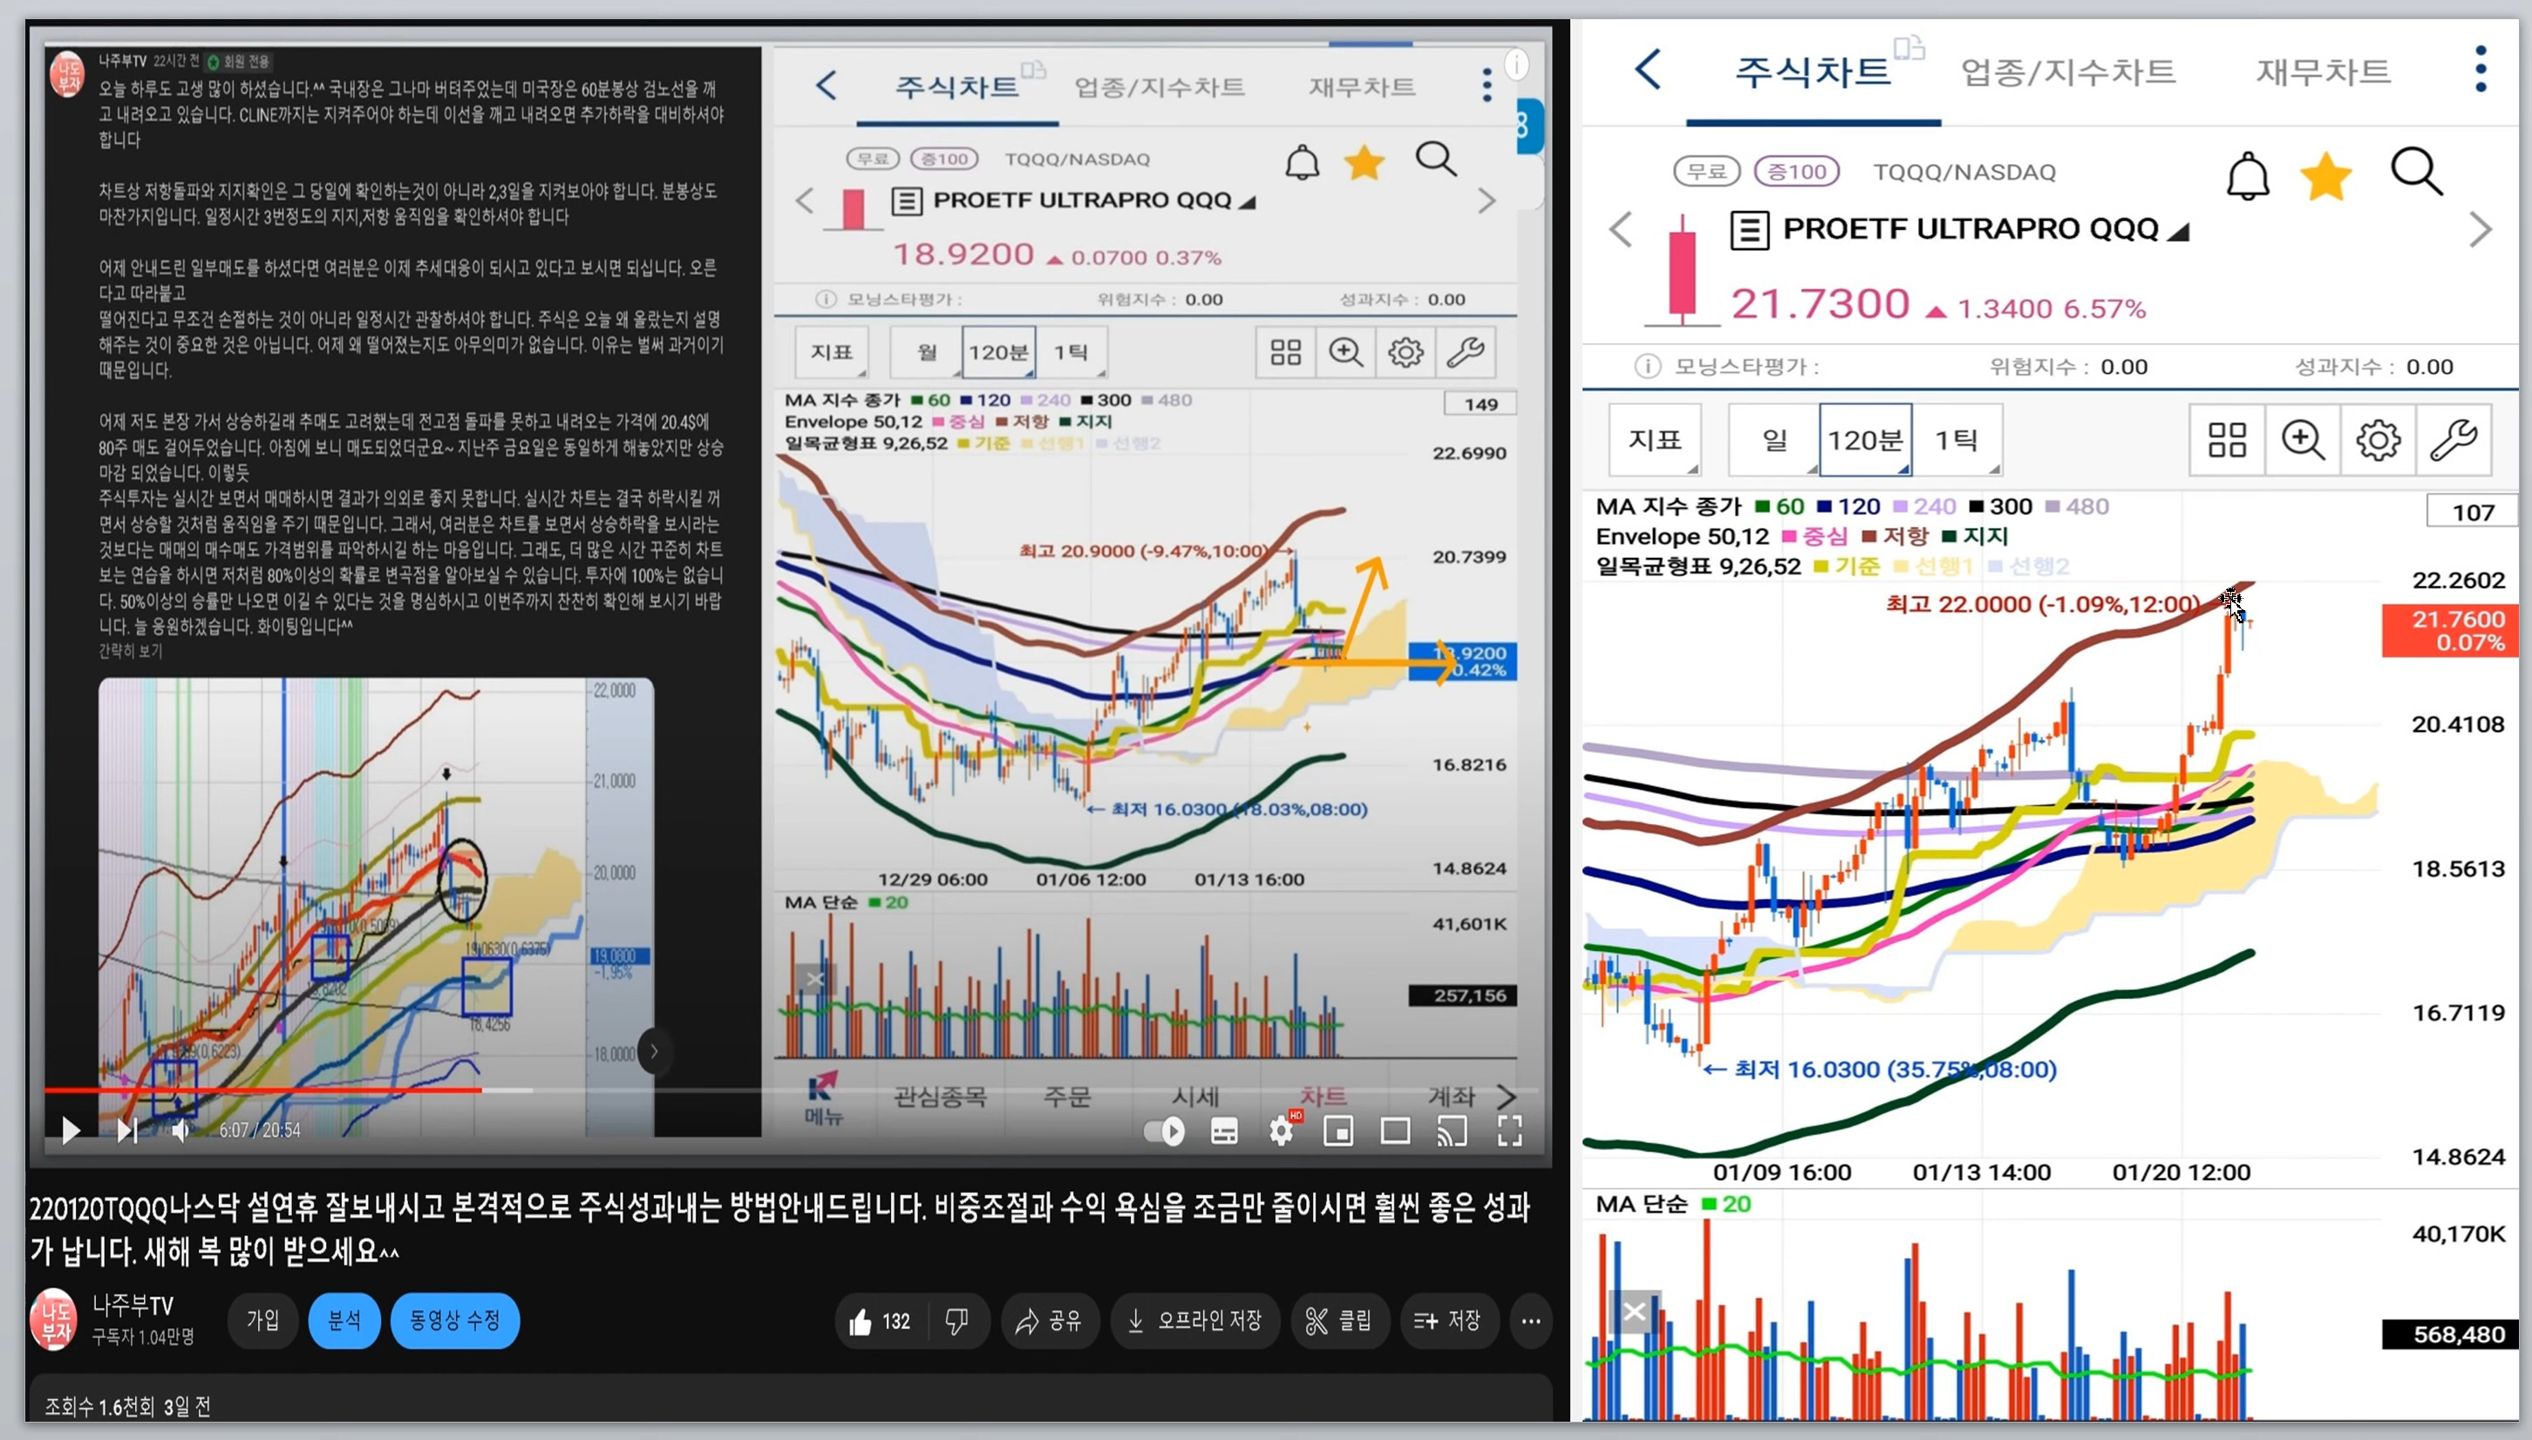 나주부TV 22시간 전 회원 전용
오늘 하루도 고생 많이 하셨습니다.^^ 국내장은 그나마 버텨주었는데 미국장은 60분봉상 검노선을 깨
고 내려오고 있습니다. CLINE까지는 지켜주어야 하는데 이선을 깨고 내려오면 추가하락을 대비하셔야
합니다
차트상 저항돌파와 지지확인은 그 당일에 확인하는것이 아니라 2,3일을 지켜보아야 합니다. 분봉상도
마찬가지입니다. 일정시간 3번정도의 지지,저항 움직임을 확인하셔야 합니다
어제 안내드린 일부매도를 하셨다면 여러분은 이제 추세대응이 되시고 있다고 보시면 되십니다. 오른
다고 따라붙고
떨어진다고 무조건 손절하는 것이 아니라 일정시간 관찰하셔야 합니다. 주식은 오늘 왜 올랐는지 설명
해주는 것이 중요한 것은 아닙니다. 어제 왜 떨어졌는지도 아무의미가 없습니다. 이유는 벌써 과거이기
때문입니다.
어제 저도 본장 가서 상승하길래 추매도 고려했는데 전고점 돌파를 못하고 내려오는 가격에 20.4$에
80주 매도 걸어두었습니다. 아침에 보니 매도되었더군요~ 지난주 금요일은 동일하게 해놓았지만 상승
마감 되었습니다. 이렇듯
주식투자는 실시간 보면서 매매하시면 결과가 의외로 좋지 못합니다. 실시간 차트는 결국 하락시킬 꺼
면서 상승할 것처럼 움직임을 주기 때문입니다. 그래서, 여러분은 차트를 보면서 상승하락을 보시라는
것보다는 매매의 매수매도 가격범위를 파악하시길 하는 마음입니다. 그래도, 더 많은 시간 꾸준히 차트
보는 연습을 하시면 저처럼 80%이상의 확률로 변곡점을 알아보실 수 있습니다. 투자에 100%는 없습니
다. 50%이상의 승률만 나오면 이길 수 있다는 것을 명심하시고 이번주까지 찬찬히 확인해 보시기 바랍
니다. 늘 응원하겠습니다. 화이팅입니다^^
간략히 보기
22,0000
21,0000
20,0000
19,0630(0,6375)
19,0800
-1,95%
18,4256
18,0000
6:07 / 20:54
주식차트 업종/지수차트 재무차트
무료 증100 TQQQ/NASDAQ
PROETF ULTRAPRO QQQ
18.9200 ▲ 0.0700 0.37%
모닝스타평가 : 위험지수 : 0.00 성과지수 : 0.00
지표 월 120분 1틱
MA 지수 종가 60 120 240 300 480
149
Envelope 50,12 중심 저항 지지
일목균형표 9,26,52 기준 선행1 선행2
22.6990
최고 20.9000 (-9.47%,10:00)
20.7399
18.9200
0.42%
16.8216
← 최저 16.0300 (18.03%,08:00)
14.8624
12/29 06:00 01/06 12:00 01/13 16:00
MA 단순 20
41,601K
257,156
메뉴 관심종목 주문 시세 차트 계좌
HD
220120TQQQ나스닥 설연휴 잘보내시고 본격적으로 주식성과내는 방법안내드립니다. 비중조절과 수익 욕심을 조금만 줄이시면 훨씬 좋은 성과
가 납니다. 새해 복 많이 받으세요^^
나도
부자
나주부TV
구독자 1.04만명
가입 분석 동영상 수정 132 공유 오프라인 저장 클립 저장
조회수 1.6천회 3일 전
주식차트 업종/지수차트 재무차트
무료 증100 TQQQ/NASDAQ
PROETF ULTRAPRO QQQ
21.7300 ▲ 1.3400 6.57%
모닝스타평가 : 위험지수 : 0.00 성과지수 : 0.00
지표 일 120분 1틱
MA 지수 종가 60 120 240 300 480
107
Envelope 50,12 중심 저항 지지
일목균형표 9,26,52 기준 선행1 선행2
22.2602
최고 22.0000 (-1.09%,12:00)
21.7600
0.07%
20.4108
18.5613
16.7119
← 최저 16.0300 (35.75%,08:00)
14.8624
01/09 16:00 01/13 14:00 01/20 12:00
MA 단순 20
40,170K
568,480